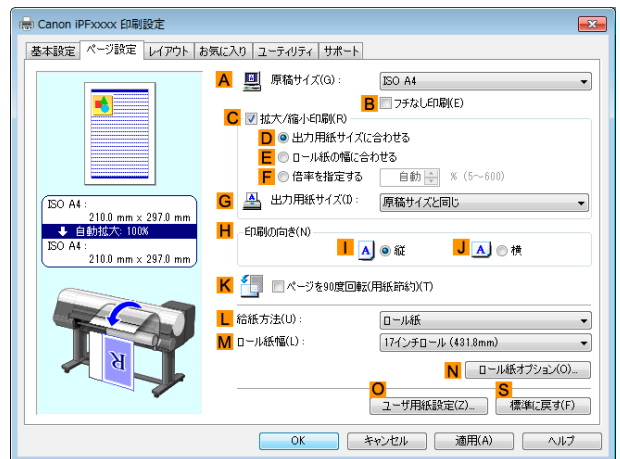 Canon iPFxxxx 印刷設定
基本設定 ページ設定 レイアウト お気に入り ユーティリティ サポート
A 原稿サイズ(G): ISO A4
B フチなし印刷(E)
C 拡大/縮小印刷(R)
D 出力用紙サイズに合わせる
E ロール紙の幅に合わせる
F 倍率を指定する 自動 % (5~600)
G 出力用紙サイズ(I): 原稿サイズと同じ
ISO A4 :
210.0 mm × 297.0 mm
自動拡大: 100%
ISO A4 :
210.0 mm × 297.0 mm
H 印刷の向き(N)
I A 縦 J A 横
K ページを90度回転(用紙節約)(T)
L 給紙方法(U): ロール紙
M ロール紙幅(L): 17インチロール (431.8mm)
R
N ロール紙オプション(O)...
O S
ユーザ用紙設定(Z)... 標準に戻す(F)
OK キャンセル 適用(A) ヘルプ